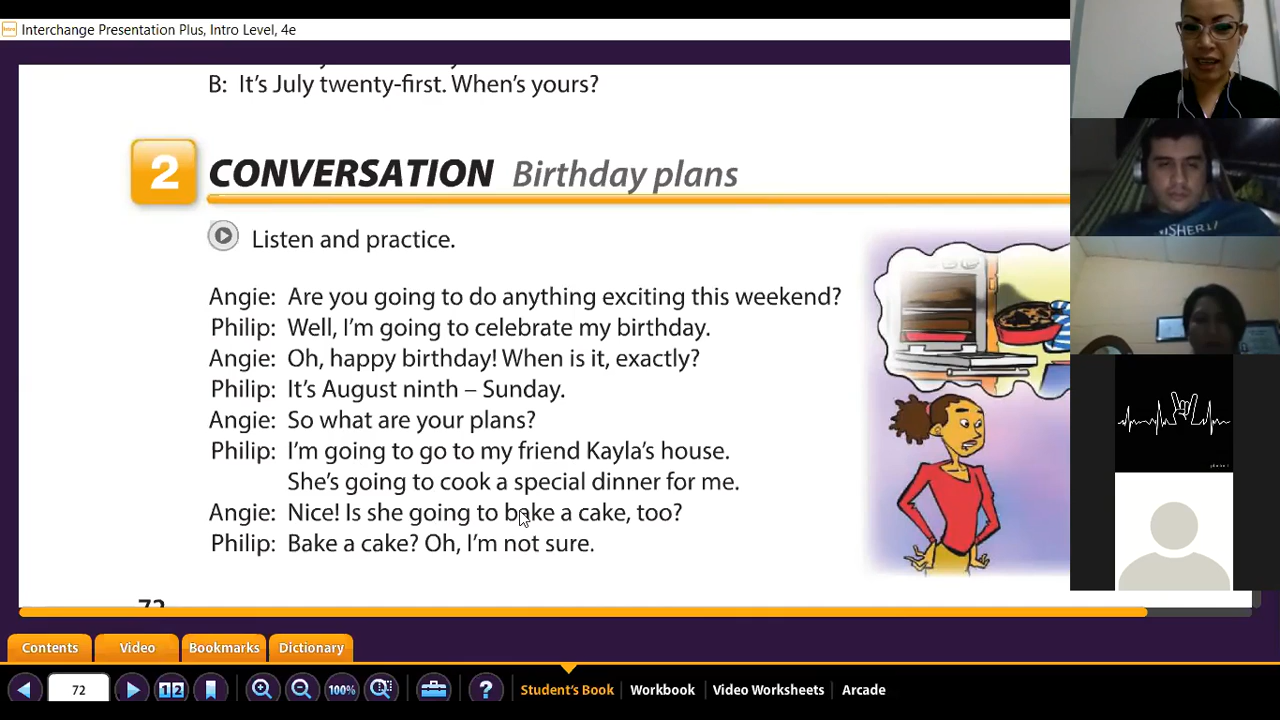 Interchange Presentation Plus, Intro Level, 4e
B: It's July twenty-first. When's yours?
2 CONVERSATION Birthday plans
Listen and practice.
Angie: Are you going to do anything exciting this weekend?
Philip: Well, I'm going to celebrate my birthday.
Angie: Oh, happy birthday! When is it, exactly?
Philip: It's August ninth – Sunday.
Angie: So what are your plans?
Philip: I'm going to go to my friend Kayla's house.
She's going to cook a special dinner for me.
Angie: Nice! Is she going to bake a cake, too?
Philip: Bake a cake? Oh, I'm not sure.
72
Contents Video Bookmarks Dictionary
72 1 2 100% ? Student's Book Workbook Video Worksheets Arcade